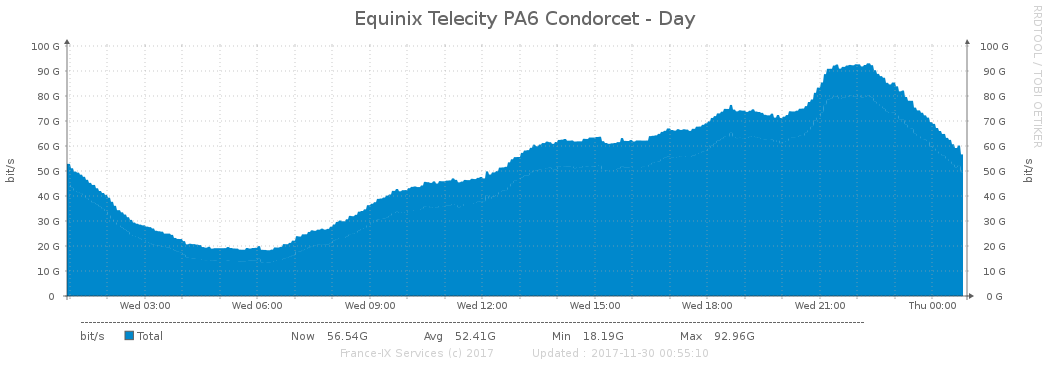 Equinix Telecity PA6 Condorcet - Day
RRDTOOL / TOBI OETIKER
bit/s
100 G 100 G
90 G 90 G
80 G 80 G
70 G 70 G
60 G 60 G
50 G 50 G
40 G 40 G
30 G 30 G
20 G 20 G
10 G 10 G
0 0 G
bit/s
Wed 03:00 Wed 06:00 Wed 09:00 Wed 12:00 Wed 15:00 Wed 18:00 Wed 21:00 Thu 00:00
bit/s Total Now 56.54G Avg 52.41G Min 18.19G Max 92.96G
France-IX Services (c) 2017 Updated : 2017-11-30 00:55:10